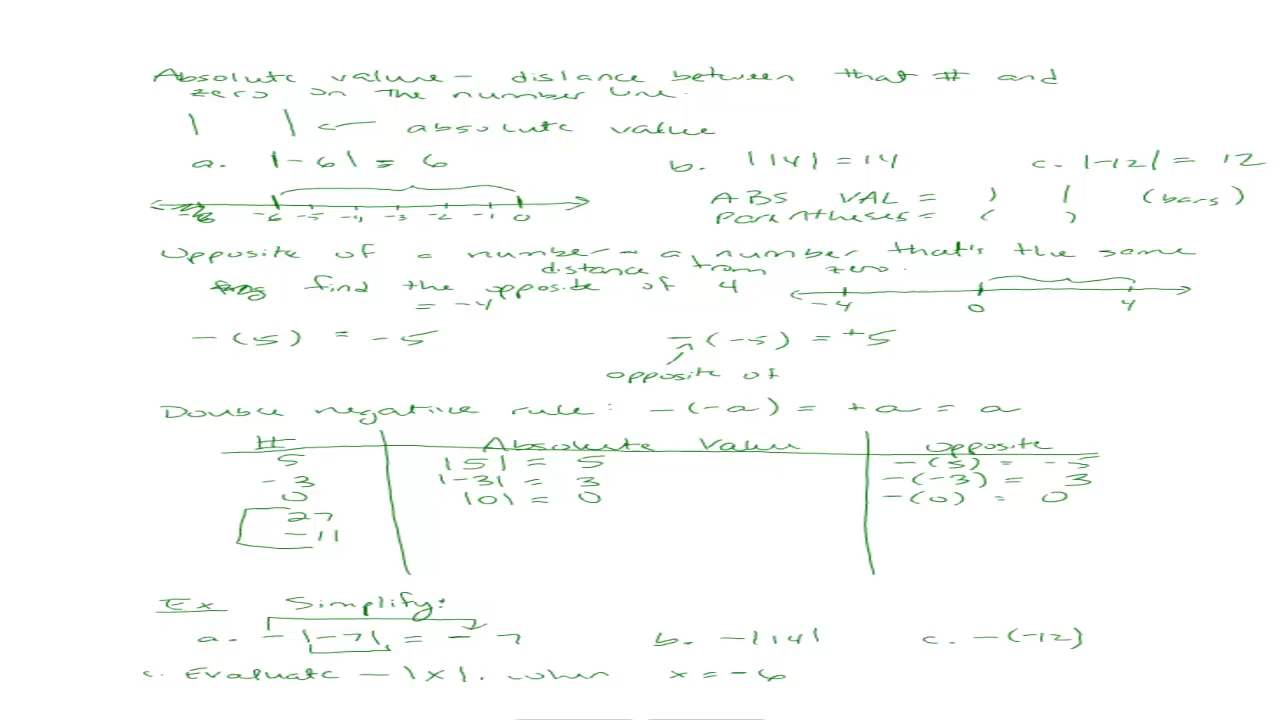 Absolute value - distance between that # and
zero on the number line.
| | ← absolute value
a. |-6| = 6 b. |14| = 14 c. |-12| = 12
-6 -5 -4 -3 -2 -1 0
ABS VAL = | | (bars)
Parentheses = ( )
Opposite of a number - a number that's the same
distance from zero.
find the opposite of 4
= -4
-4 0 4
-(5) = -5 -(-5) = +5
opposite of
Double negative rule: -(-a) = +a = a
# Absolute Value Opposite
5 |5| = 5 -(5) = -5
-3 |-3| = 3 -(-3) = 3
0 |0| = 0 -(0) = 0
27
-11
Ex Simplify:
a. -|-7| = -7 b. -|14| c. -(-12)
c. Evaluate -|x|. when x = -6